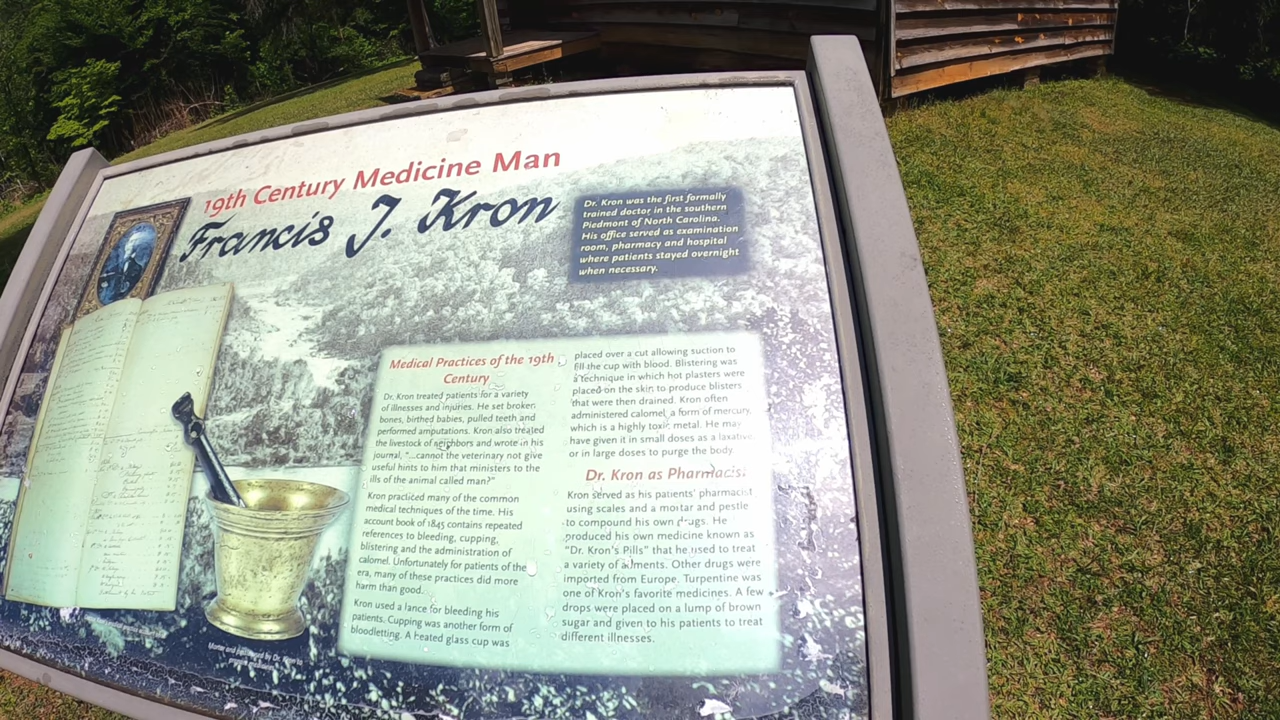 19th Century Medicine Man
Francis J. Kron
Dr. Kron was the first formally
trained doctor in the southern
Piedmont of North Carolina.
His office served as examination
room, pharmacy and hospital
where patients stayed overnight
when necessary.
Medical Practices of the 19th
Century
Dr. Kron treated patients for a variety
of illnesses and injuries. He set broken
bones, birthed babies, pulled teeth and
performed amputations. Kron also treated
the livestock of neighbors and wrote in his
journal, "...cannot the veterinary not give
useful hints to him that ministers to the
ills of the animal called man?"
Kron practiced many of the common
medical techniques of the time. His
account book of 1845 contains repeated
references to bleeding, cupping,
blistering and the administration of
calomel. Unfortunately for patients of the
era, many of these practices did more
harm than good.
Kron used a lance for bleeding his
patients. Cupping was another form of
bloodletting. A heated glass cup was
placed over a cut allowing suction to
fill the cup with blood. Blistering was
a technique in which hot plasters were
placed on the skin to produce blisters
that were then drained. Kron often
administered calomel, a form of mercury,
which is a highly toxic metal. He may
have given it in small doses as a laxative
or in large doses to purge the body.
Dr. Kron as Pharmacist
Kron served as his patients' pharmacist
using scales and a mortar and pestle
to compound his own drugs. He
produced his own medicine known as
"Dr. Kron's Pills" that he used to treat
a variety of ailments. Other drugs were
imported from Europe. Turpentine was
one of Kron's favorite medicines. A few
drops were placed on a lump of brown
sugar and given to his patients to treat
different illnesses.